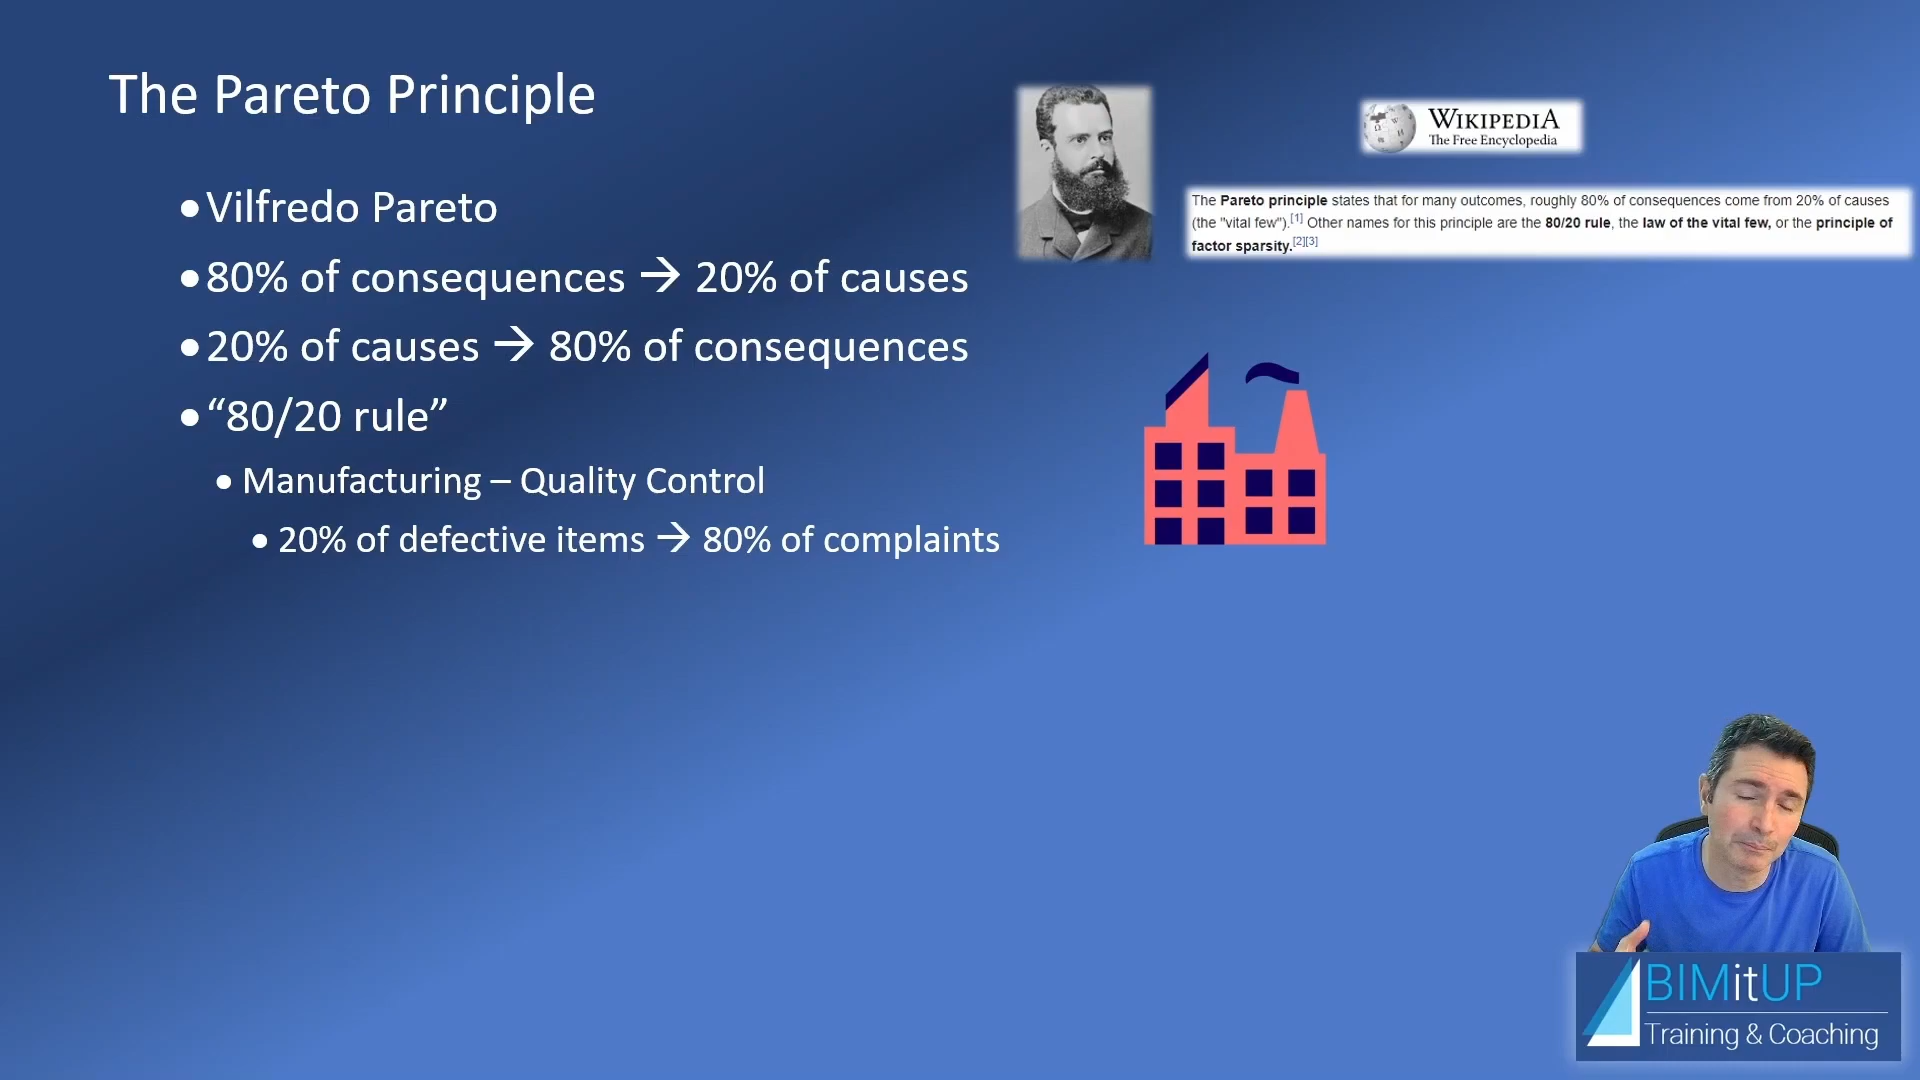 The Pareto Principle
•Vilfredo Pareto
•80% of consequences → 20% of causes
•20% of causes → 80% of consequences
•“80/20 rule”
•Manufacturing – Quality Control
•20% of defective items → 80% of complaints
WIKIPEDIA
The Free Encyclopedia
The Pareto principle states that for many outcomes, roughly 80% of consequences come from 20% of causes
(the "vital few").[1] Other names for this principle are the 80/20 rule, the law of the vital few, or the principle of
factor sparsity.[2][3]
BIMitUP
Training & Coaching